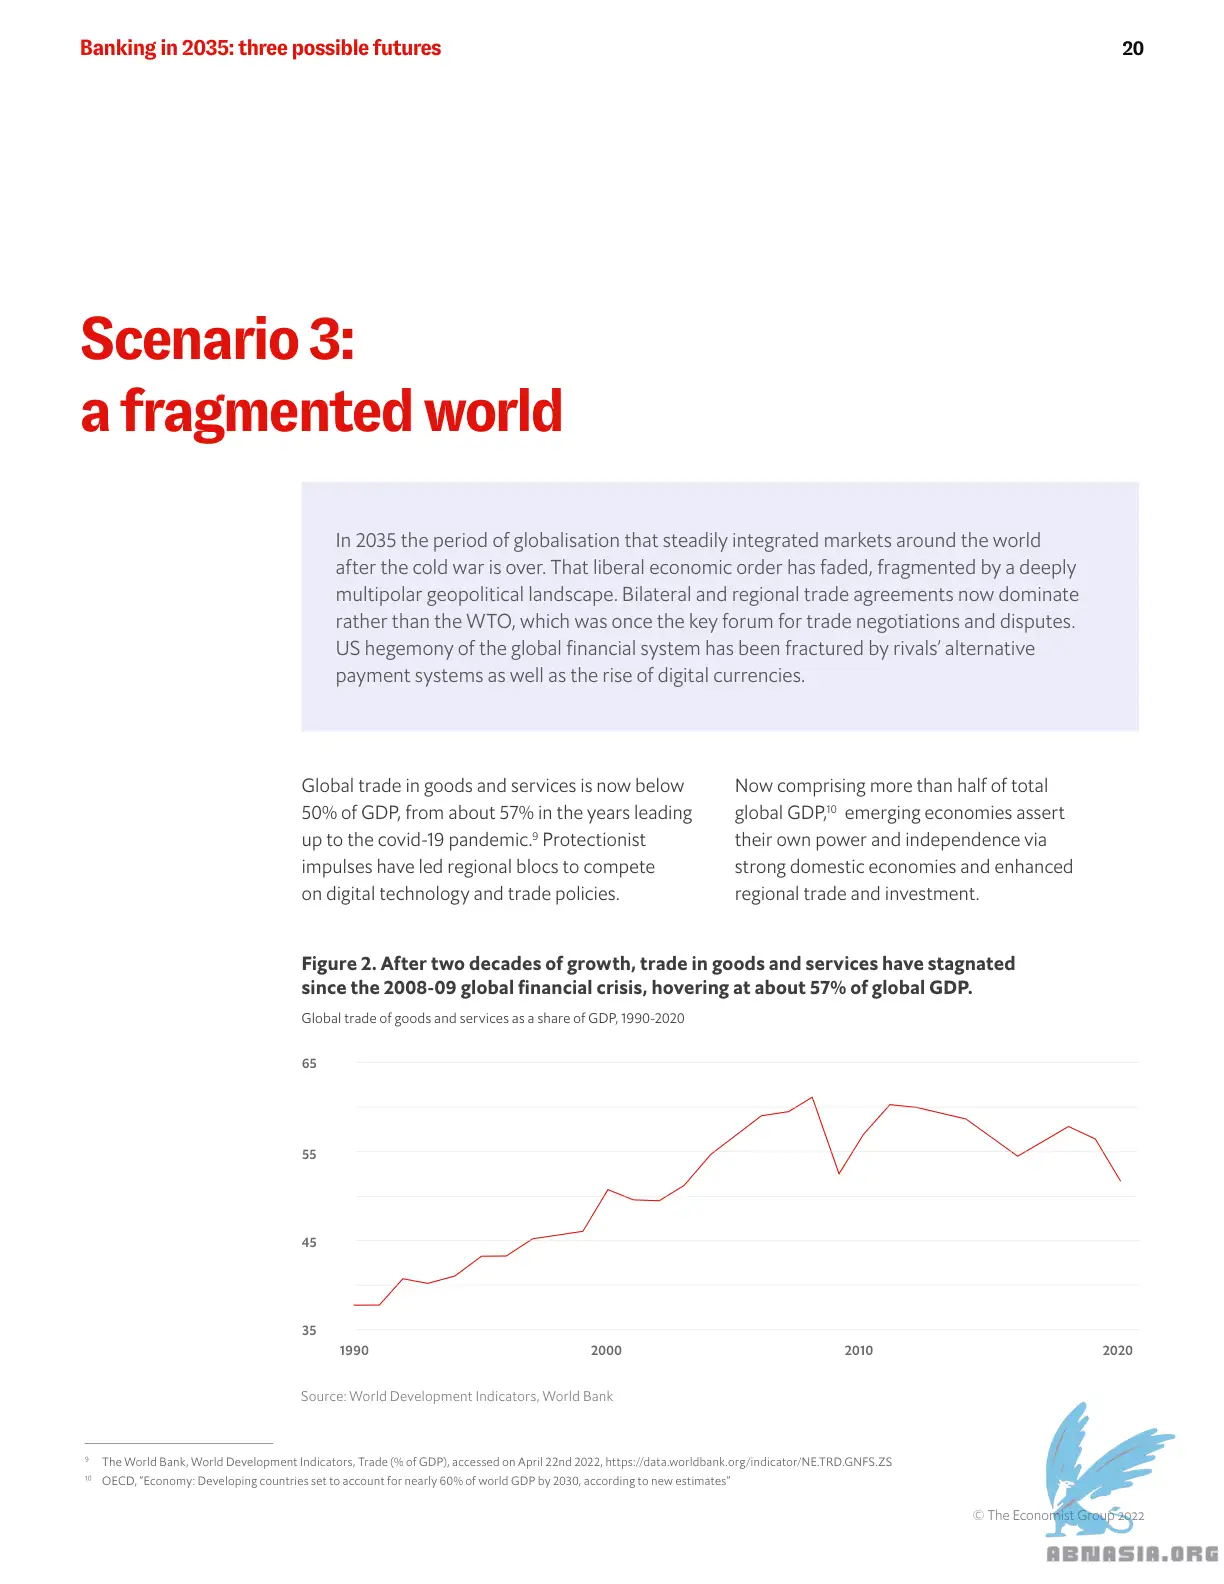 Banking in 2035: three possible futures
20
Scenario 3:
a fragmented world
In 2035 the period of globalisation that steadily integrated markets around the world
after the cold war is over. That liberal economic order has faded, fragmented by a deeply
multipolar geopolitical landscape. Bilateral and regional trade agreements now dominate
rather than the WTO, which was once the key forum for trade negotiations and disputes.
US hegemony of the global financial system has been fractured by rivals’ alternative
payment systems as well as the rise of digital currencies.
Global trade in goods and services is now below
50% of GDP, from about 57% in the years leading
up to the covid-19 pandemic.9 Protectionist
impulses have led regional blocs to compete
on digital technology and trade policies.
Now comprising more than half of total
global GDP,10 emerging economies assert
their own power and independence via
strong domestic economies and enhanced
regional trade and investment.
Figure 2. After two decades of growth, trade in goods and services have stagnated
since the 2008-09 global financial crisis, hovering at about 57% of global GDP.
Global trade of goods and services as a share of GDP, 1990-2020
65
55
45
35
1990
2000
2010
2020
Source: World Development Indicators, World Bank
9 The World Bank, World Development Indicators, Trade (% of GDP), accessed on April 22nd 2022, https://data.worldbank.org/indicator/NE.TRD.GNFS.ZS
10 OECD, “Economy: Developing countries set to account for nearly 60% of world GDP by 2030, according to new estimates”
© The Economist Group 2022
ABNASIA.ORG